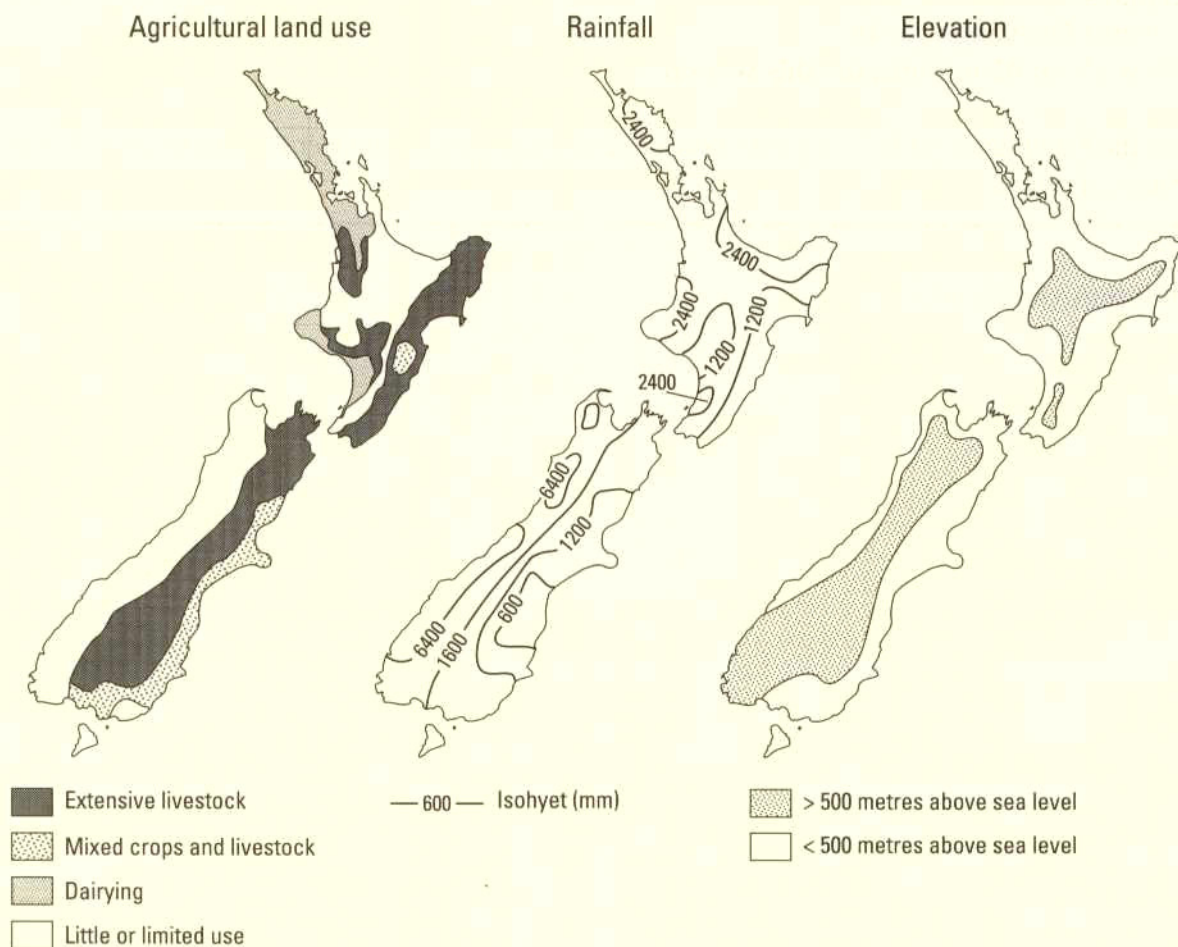 Agricultural land use
Rainfall
Elevation
2400
2400
2400
1200
1200
2400
6400
1200
600
6400
1600
Extensive livestock
Mixed crops and livestock
Dairying
Little or limited use
600 Isohyet (mm)
> 500 metres above sea level
< 500 metres above sea level